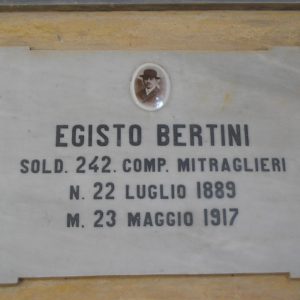 EGISTO BERTINI
SOLD. 242. COMP. MITRAGLIERI
N. 22 LUGLIO 1889
M. 23 MAGGIO 1917